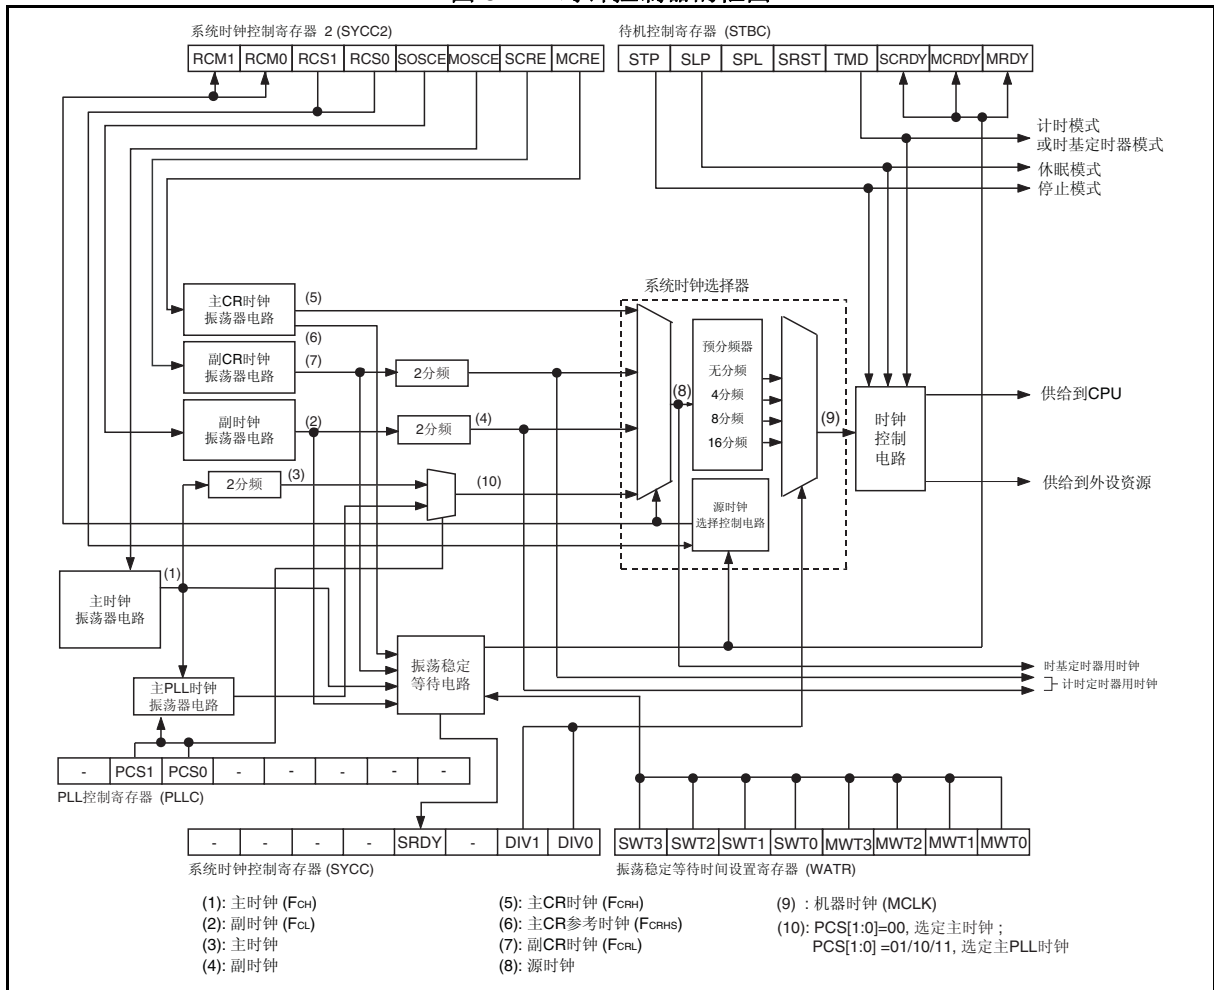 系统时钟控制寄存器 2 (SYCC2)
RCM1 RCM0 RCS1 RCS0 SOSCE MOSCE SCRE MCRE
待机控制寄存器 (STBC)
STP SLP SPL SRST TMD SCRDY MCRDY MRDY
计时模式
或时基定时器模式
休眠模式
停止模式
系统时钟选择器
主CR时钟
振荡器电路
(5)
(6)
副CR时钟
振荡器电路
(7)
2分频
副时钟
振荡器电路
(2)
2分频
(4)
2分频
(3)
(10)
(8)
预分频器
无分频
4分频
8分频
16分频
(9)
源时钟
选择控制电路
时钟
控制
电路
供给到CPU
供给到外设资源
主时钟
振荡器电路
(1)
主PLL时钟
振荡器电路
振荡稳定
等待电路
时基定时器用时钟
计时定时器用时钟
- PCS1 PCS0 - - - - -
PLL控制寄存器 (PLLC)
- - - - SRDY - DIV1 DIV0
系统时钟控制寄存器 (SYCC)
SWT3 SWT2 SWT1 SWT0 MWT3 MWT2 MWT1 MWT0
振荡稳定等待时间设置寄存器 (WATR)
(1): 主时钟 (FCH)
(2): 副时钟 (FCL)
(3): 主时钟
(4): 副时钟
(5): 主CR时钟 (FCRH)
(6): 主CR参考时钟 (FCRHS)
(7): 副CR时钟 (FCRL)
(8): 源时钟
(9) : 机器时钟 (MCLK)
(10): PCS[1:0]=00, 选定主时钟 ;
PCS[1:0] =01/10/11, 选定主PLL时钟